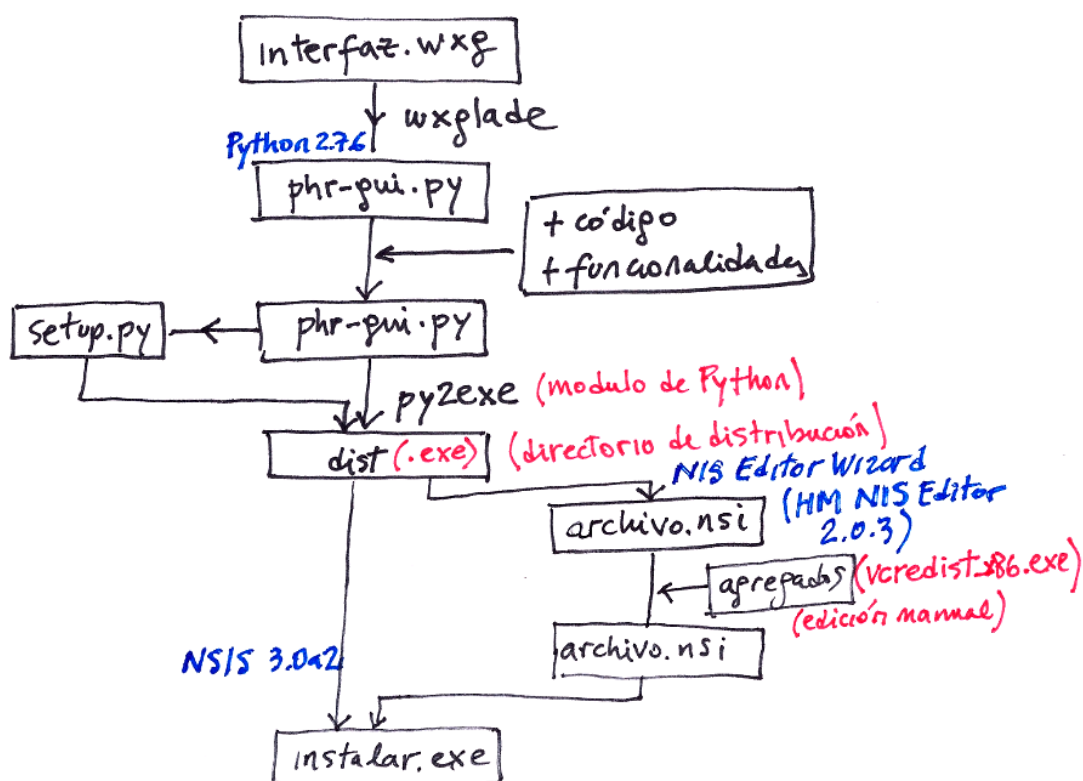 interfaz.wxg
wxglade
Python 2.7.6
phr-gui.py
+ código
+ funcionalidades
setup.py
phr-gui.py
py2exe (modulo de Python)
dist (.exe) (directorio de distribución)
NIS Editor Wizard
(HM NIS Editor
2.0.3)
archivo.nsi
agregados (vcredist_x86.exe)
(edición manual)
archivo.nsi
NSIS 3.0a2
instalar.exe